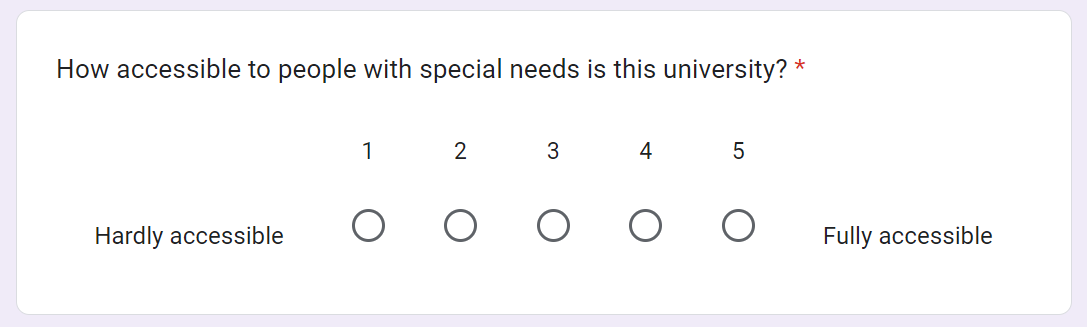 How accessible to people with special needs is this university? *
1 2 3 4 5
Hardly accessible Fully accessible